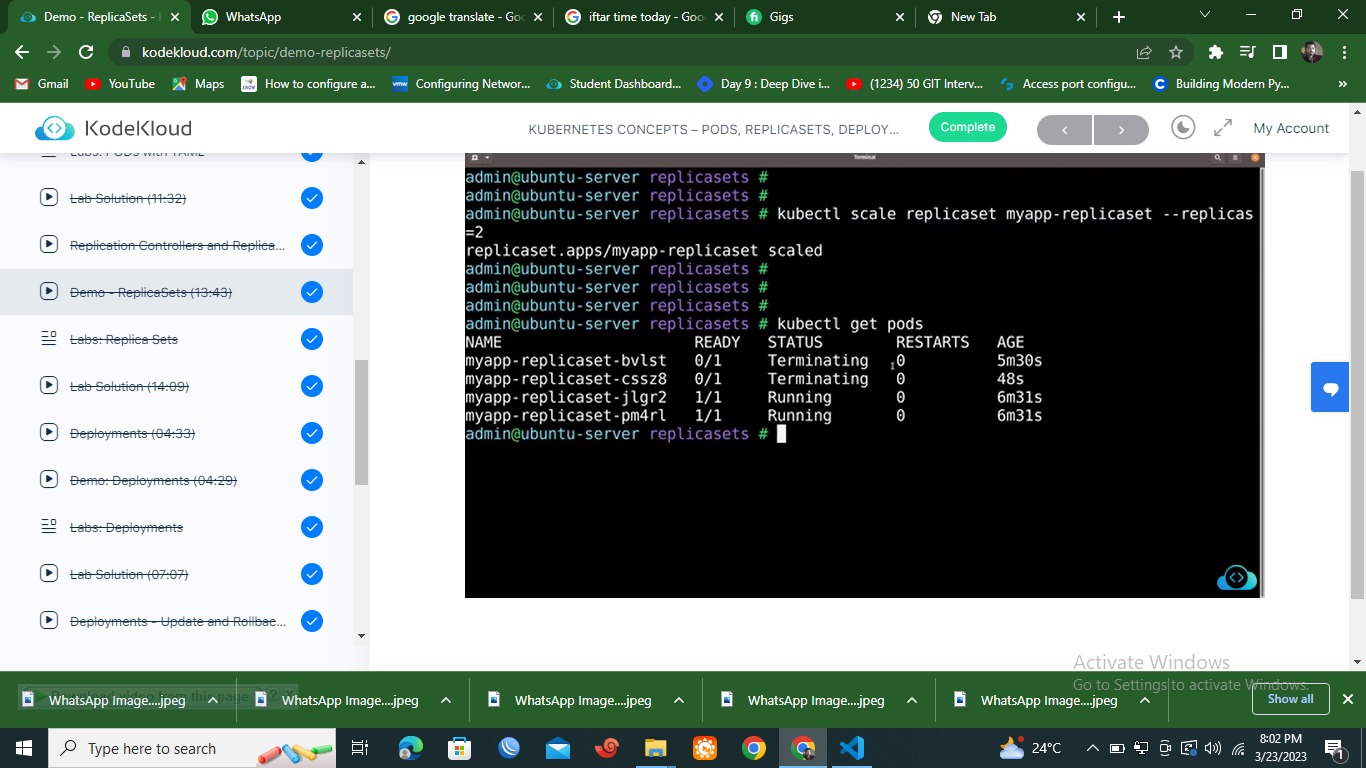 Demo - ReplicaSets -
WhatsApp
google translate - Goo
iftar time today - Goo
Gigs
New Tab
kodekloud.com/topic/demo-replicasets/
Gmail
YouTube
Maps
How to configure a...
Configuring Networ...
Student Dashboard...
Day 9 : Deep Dive i...
(1234) 50 GIT Interv...
Access port configu...
Building Modern Py...
KodeKloud
KUBERNETES CONCEPTS – PODS, REPLICASETS, DEPLOY...
Complete
My Account
Labs: PODs with YAML
Lab Solution (11:32)
Replication Controllers and Replica...
Demo - ReplicaSets (13:43)
Labs: Replica Sets
Lab Solution (14:09)
Deployments (04:33)
Demo: Deployments (04:29)
Labs: Deployments
Lab Solution (07:07)
Deployments - Update and Rollbac...
Terminal
admin@ubuntu-server replicasets #
admin@ubuntu-server replicasets #
admin@ubuntu-server replicasets # kubectl scale replicaset myapp-replicaset --replicas
=2
replicaset.apps/myapp-replicaset scaled
admin@ubuntu-server replicasets #
admin@ubuntu-server replicasets #
admin@ubuntu-server replicasets #
admin@ubuntu-server replicasets # kubectl get pods
NAME READY STATUS RESTARTS AGE
myapp-replicaset-bvlst 0/1 Terminating 0 5m30s
myapp-replicaset-cssz8 0/1 Terminating 0 48s
myapp-replicaset-jlgr2 1/1 Running 0 6m31s
myapp-replicaset-pm4rl 1/1 Running 0 6m31s
admin@ubuntu-server replicasets #
Activate Windows
Go to Settings to activate Windows.
Download video from this page
WhatsApp Image....jpeg
WhatsApp Image....jpeg
WhatsApp Image....jpeg
WhatsApp Image....jpeg
WhatsApp Image....jpeg
Show all
Type here to search
24°C
8:02 PM
3/23/2023
1